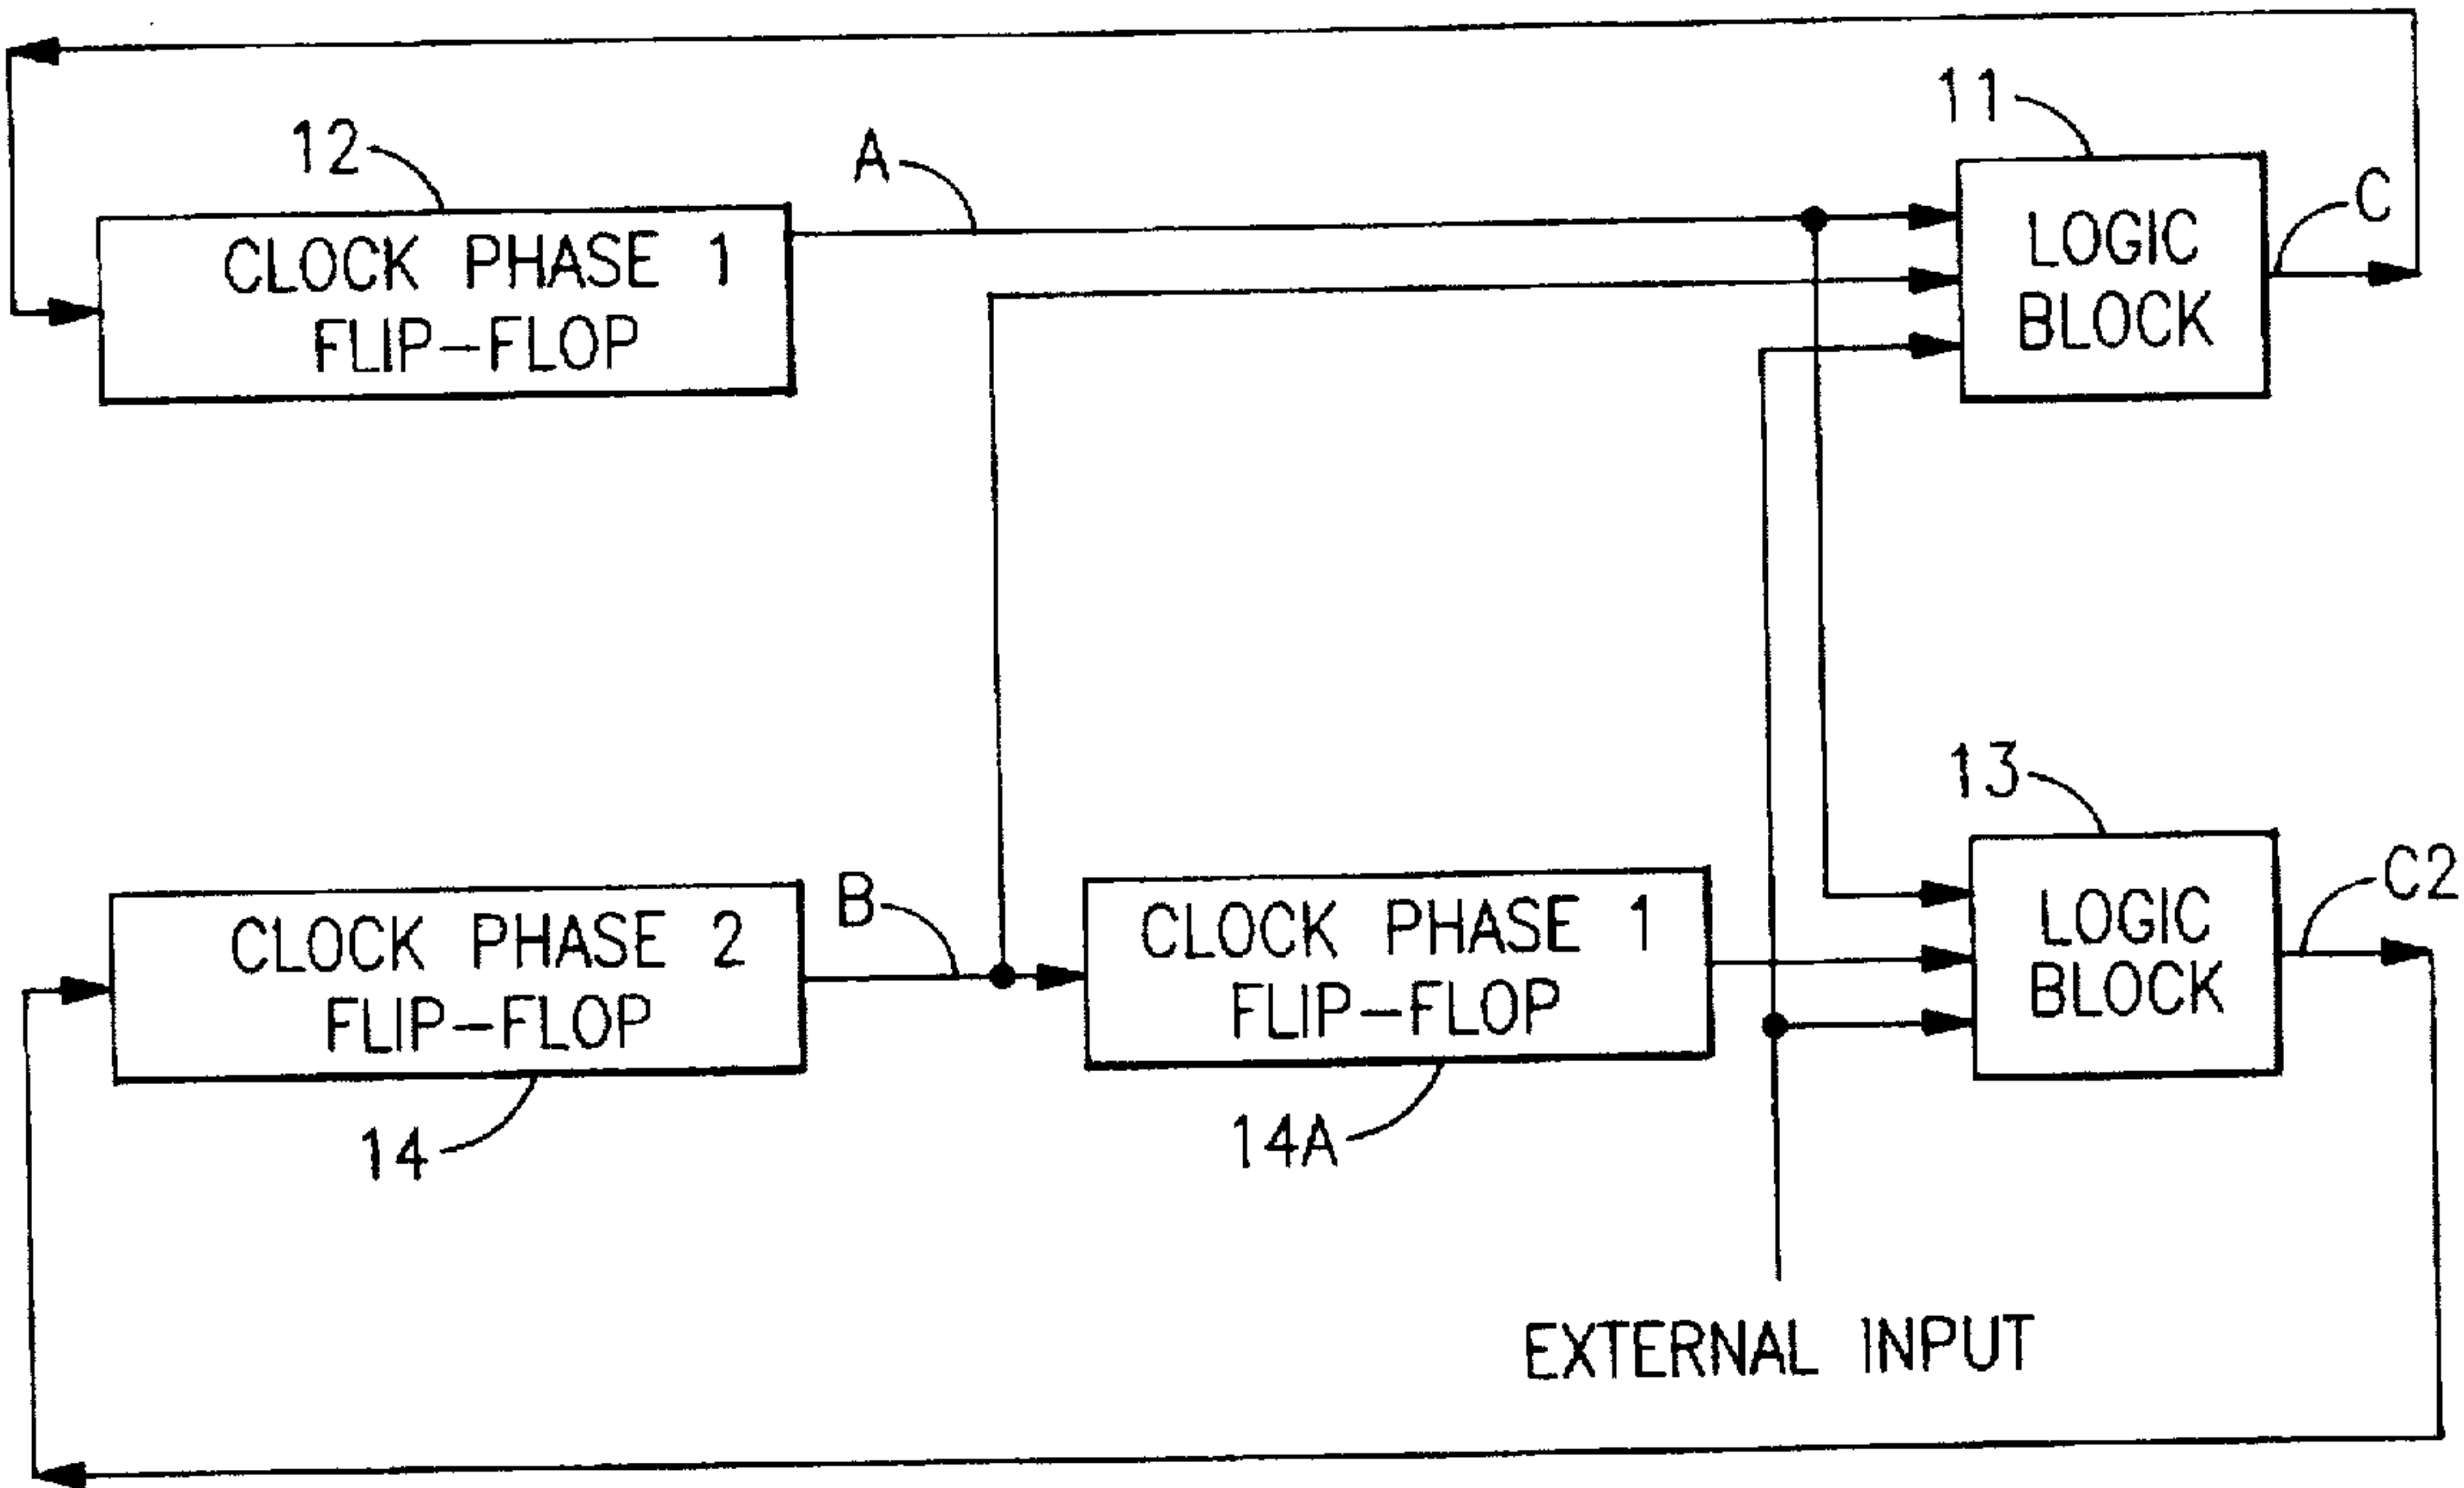 11
12
A
C
CLOCK PHASE 1
FLIP-FLOP
LOGIC
BLOCK
13
B
C2
CLOCK PHASE 2
FLIP-FLOP
CLOCK PHASE 1
FLIP-FLOP
LOGIC
BLOCK
14
14A
EXTERNAL INPUT